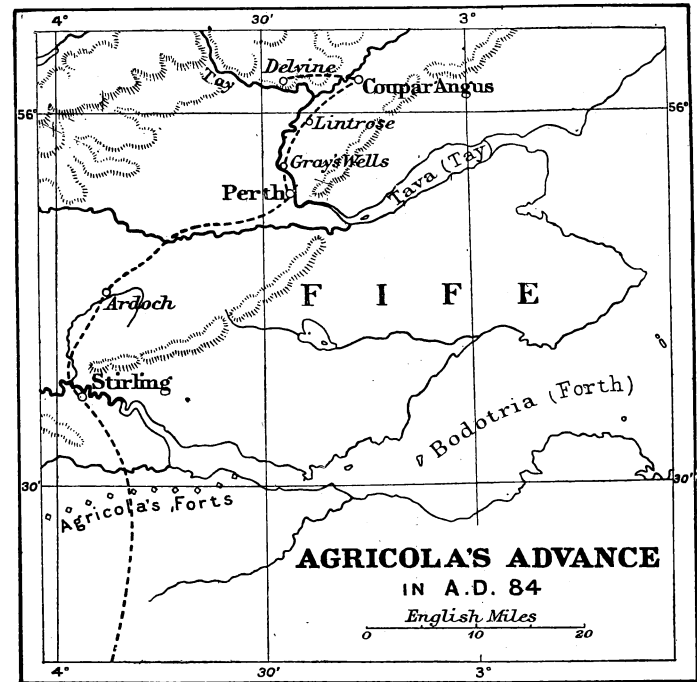 4° 30′ 3°
Delvine
Tay
Coupar Angus
56° 56°
Lintrose
Gray's Wells
Tava (Tay)
Perth
FIFE
Ardoch
Stirling
Bodotria (Forth)
30′ 30′
Agricola's Forts
AGRICOLA'S ADVANCE
IN A.D. 84
English Miles
0 10 20
4° 30′ 3°